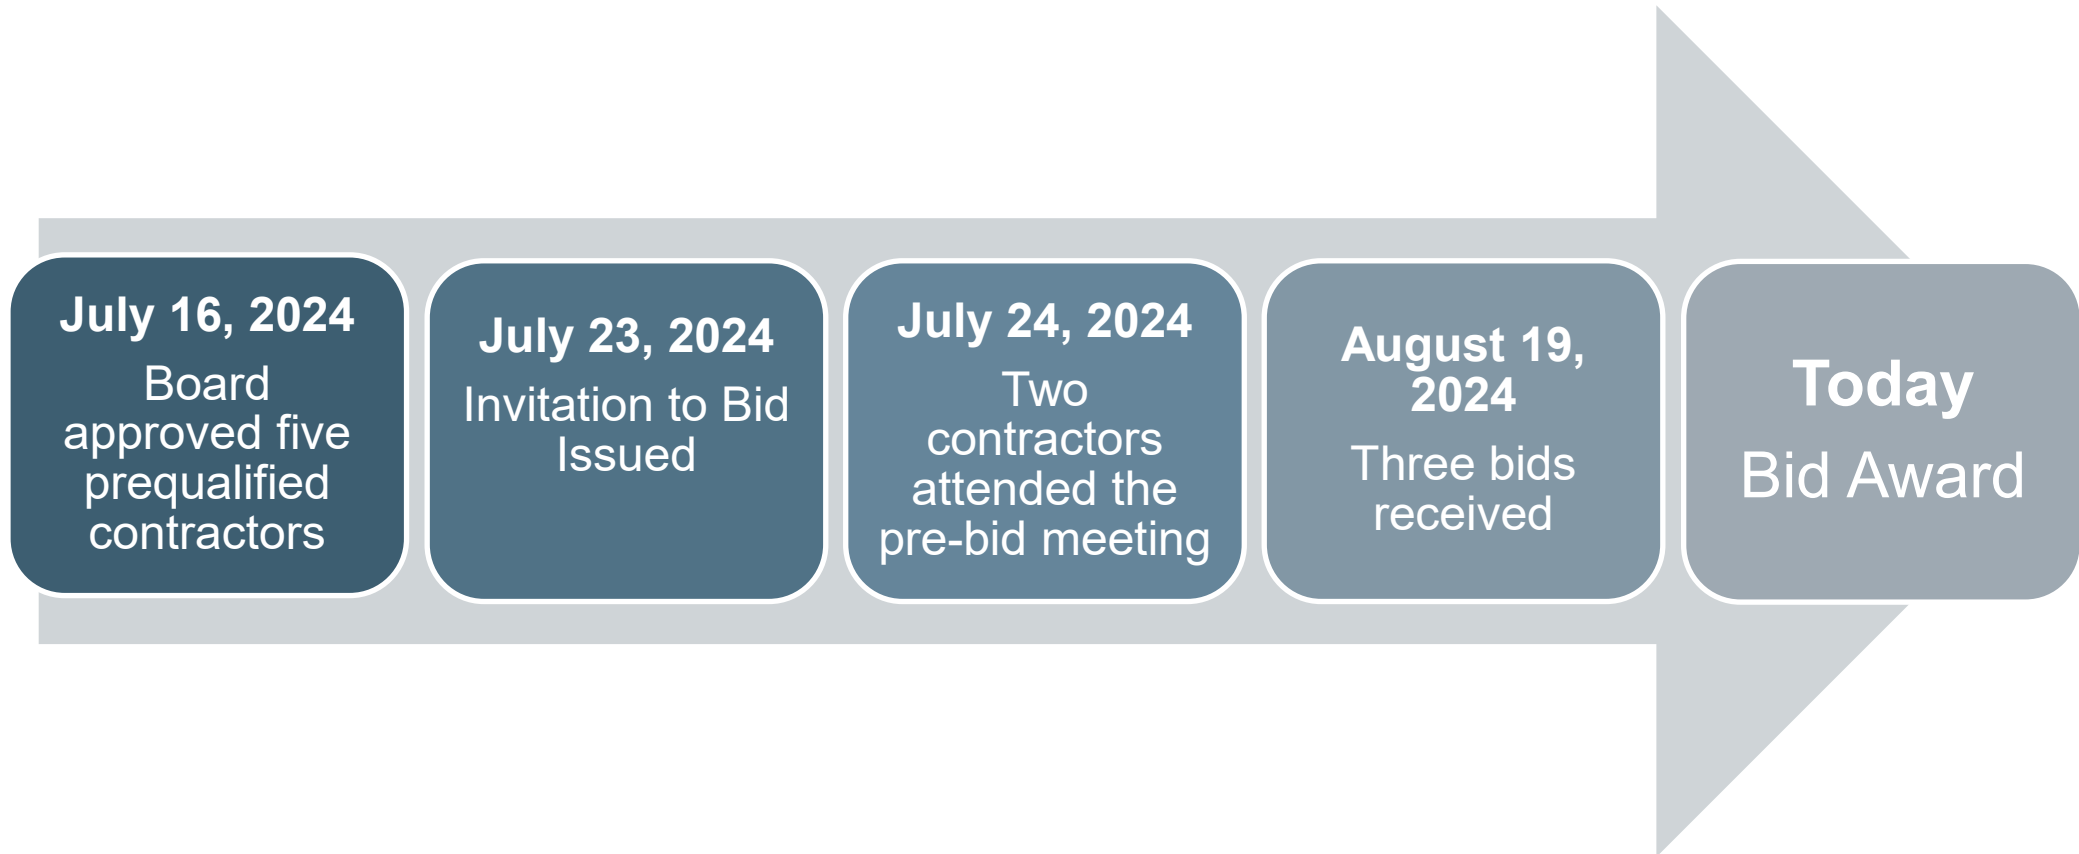 July 16, 2024
Board
approved five
prequalified
contractors
July 23, 2024
Invitation to Bid
Issued
July 24, 2024
Two
contractors
attended the
pre-bid meeting
August 19,
2024
Three bids
received
Today
Bid Award